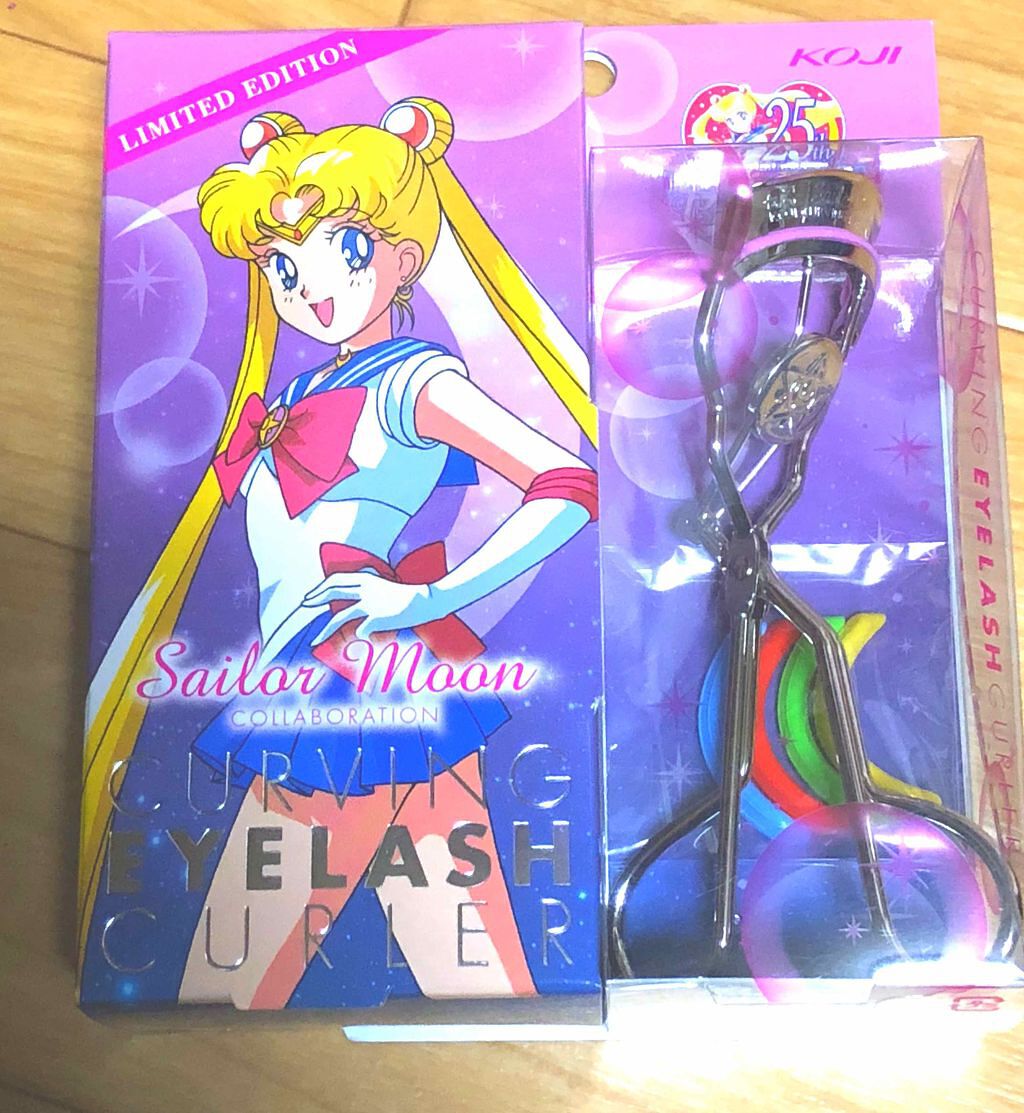 LIMITED EDITION
Sailor Moon
COLLABORATION
CURVING
EYELASH
CURLER
KOJI
25th
CURVING EYELASH CURLER